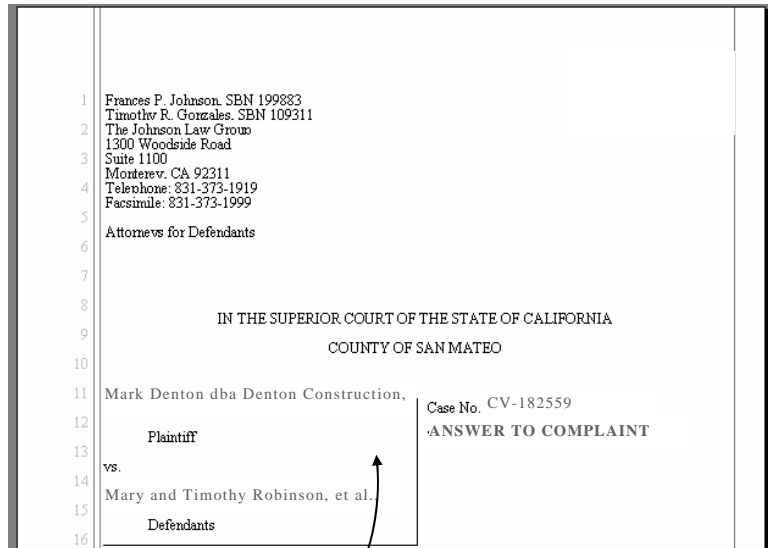 1 Frances P. Johnson, SBN 199883
Timothy R. Gonzales, SBN 109311
2 The Johnson Law Group
1300 Woodside Road
3 Suite 1100
Monterey, CA 92311
4 Telephone: 831-373-1919
Facsimile: 831-373-1999
5
Attorneys for Defendants
6
7
8
IN THE SUPERIOR COURT OF THE STATE OF CALIFORNIA
9
COUNTY OF SAN MATEO
10
11 Mark Denton dba Denton Construction,
Case No. CV-182559
12
ANSWER TO COMPLAINT
Plaintiff
13
vs.
14
Mary and Timothy Robinson, et al.,
15
Defendants
16